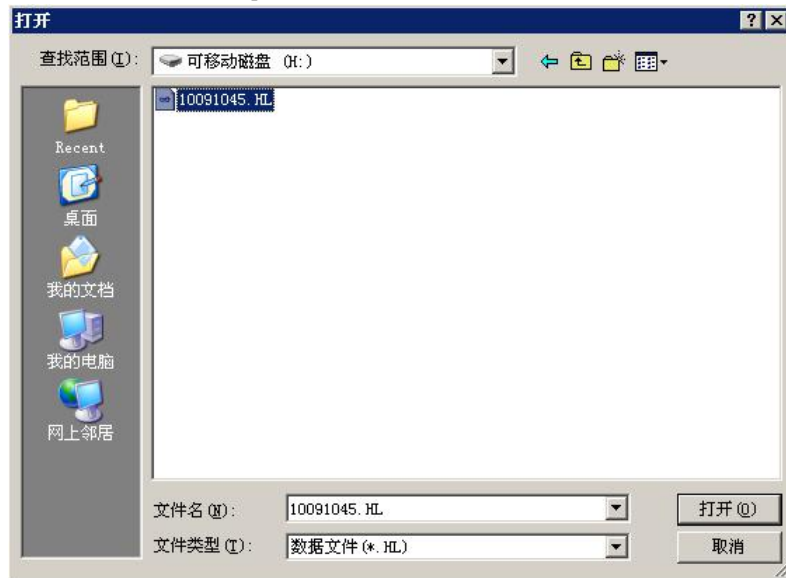 打开
查找范围(I): 可移动磁盘 (H:)
10091045.HL
Recent
桌面
我的文档
我的电脑
网上邻居
文件名(N): 10091045.HL 打开(O)
文件类型(T): 数据文件(*.HL) 取消